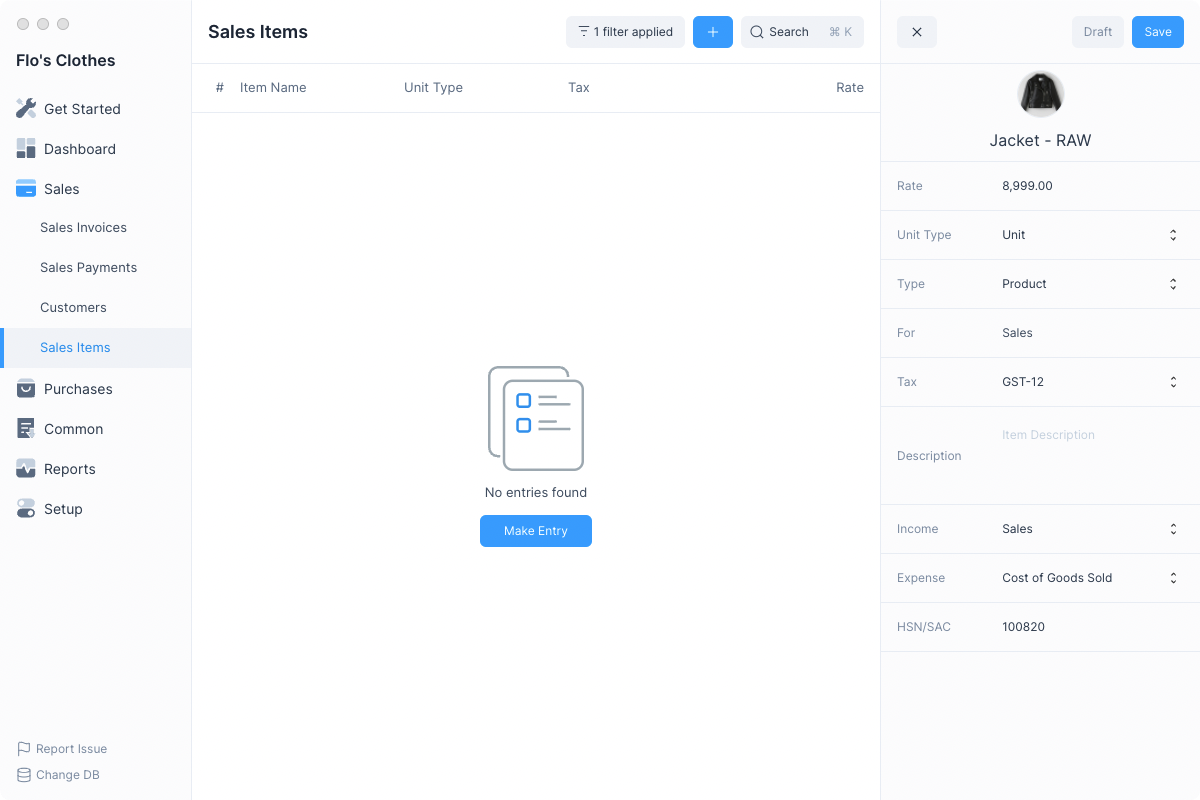 Flo's Clothes
Get Started
Dashboard
Sales
Sales Invoices
Sales Payments
Customers
Sales Items
Purchases
Common
Reports
Setup
Report Issue
Change DB
Sales Items
1 filter applied
Search ⌘ K
# Item Name Unit Type Tax Rate
No entries found
Make Entry
Draft Save
Jacket - RAW
Rate 8,999.00
Unit Type Unit
Type Product
For Sales
Tax GST-12
Description Item Description
Income Sales
Expense Cost of Goods Sold
HSN/SAC 100820